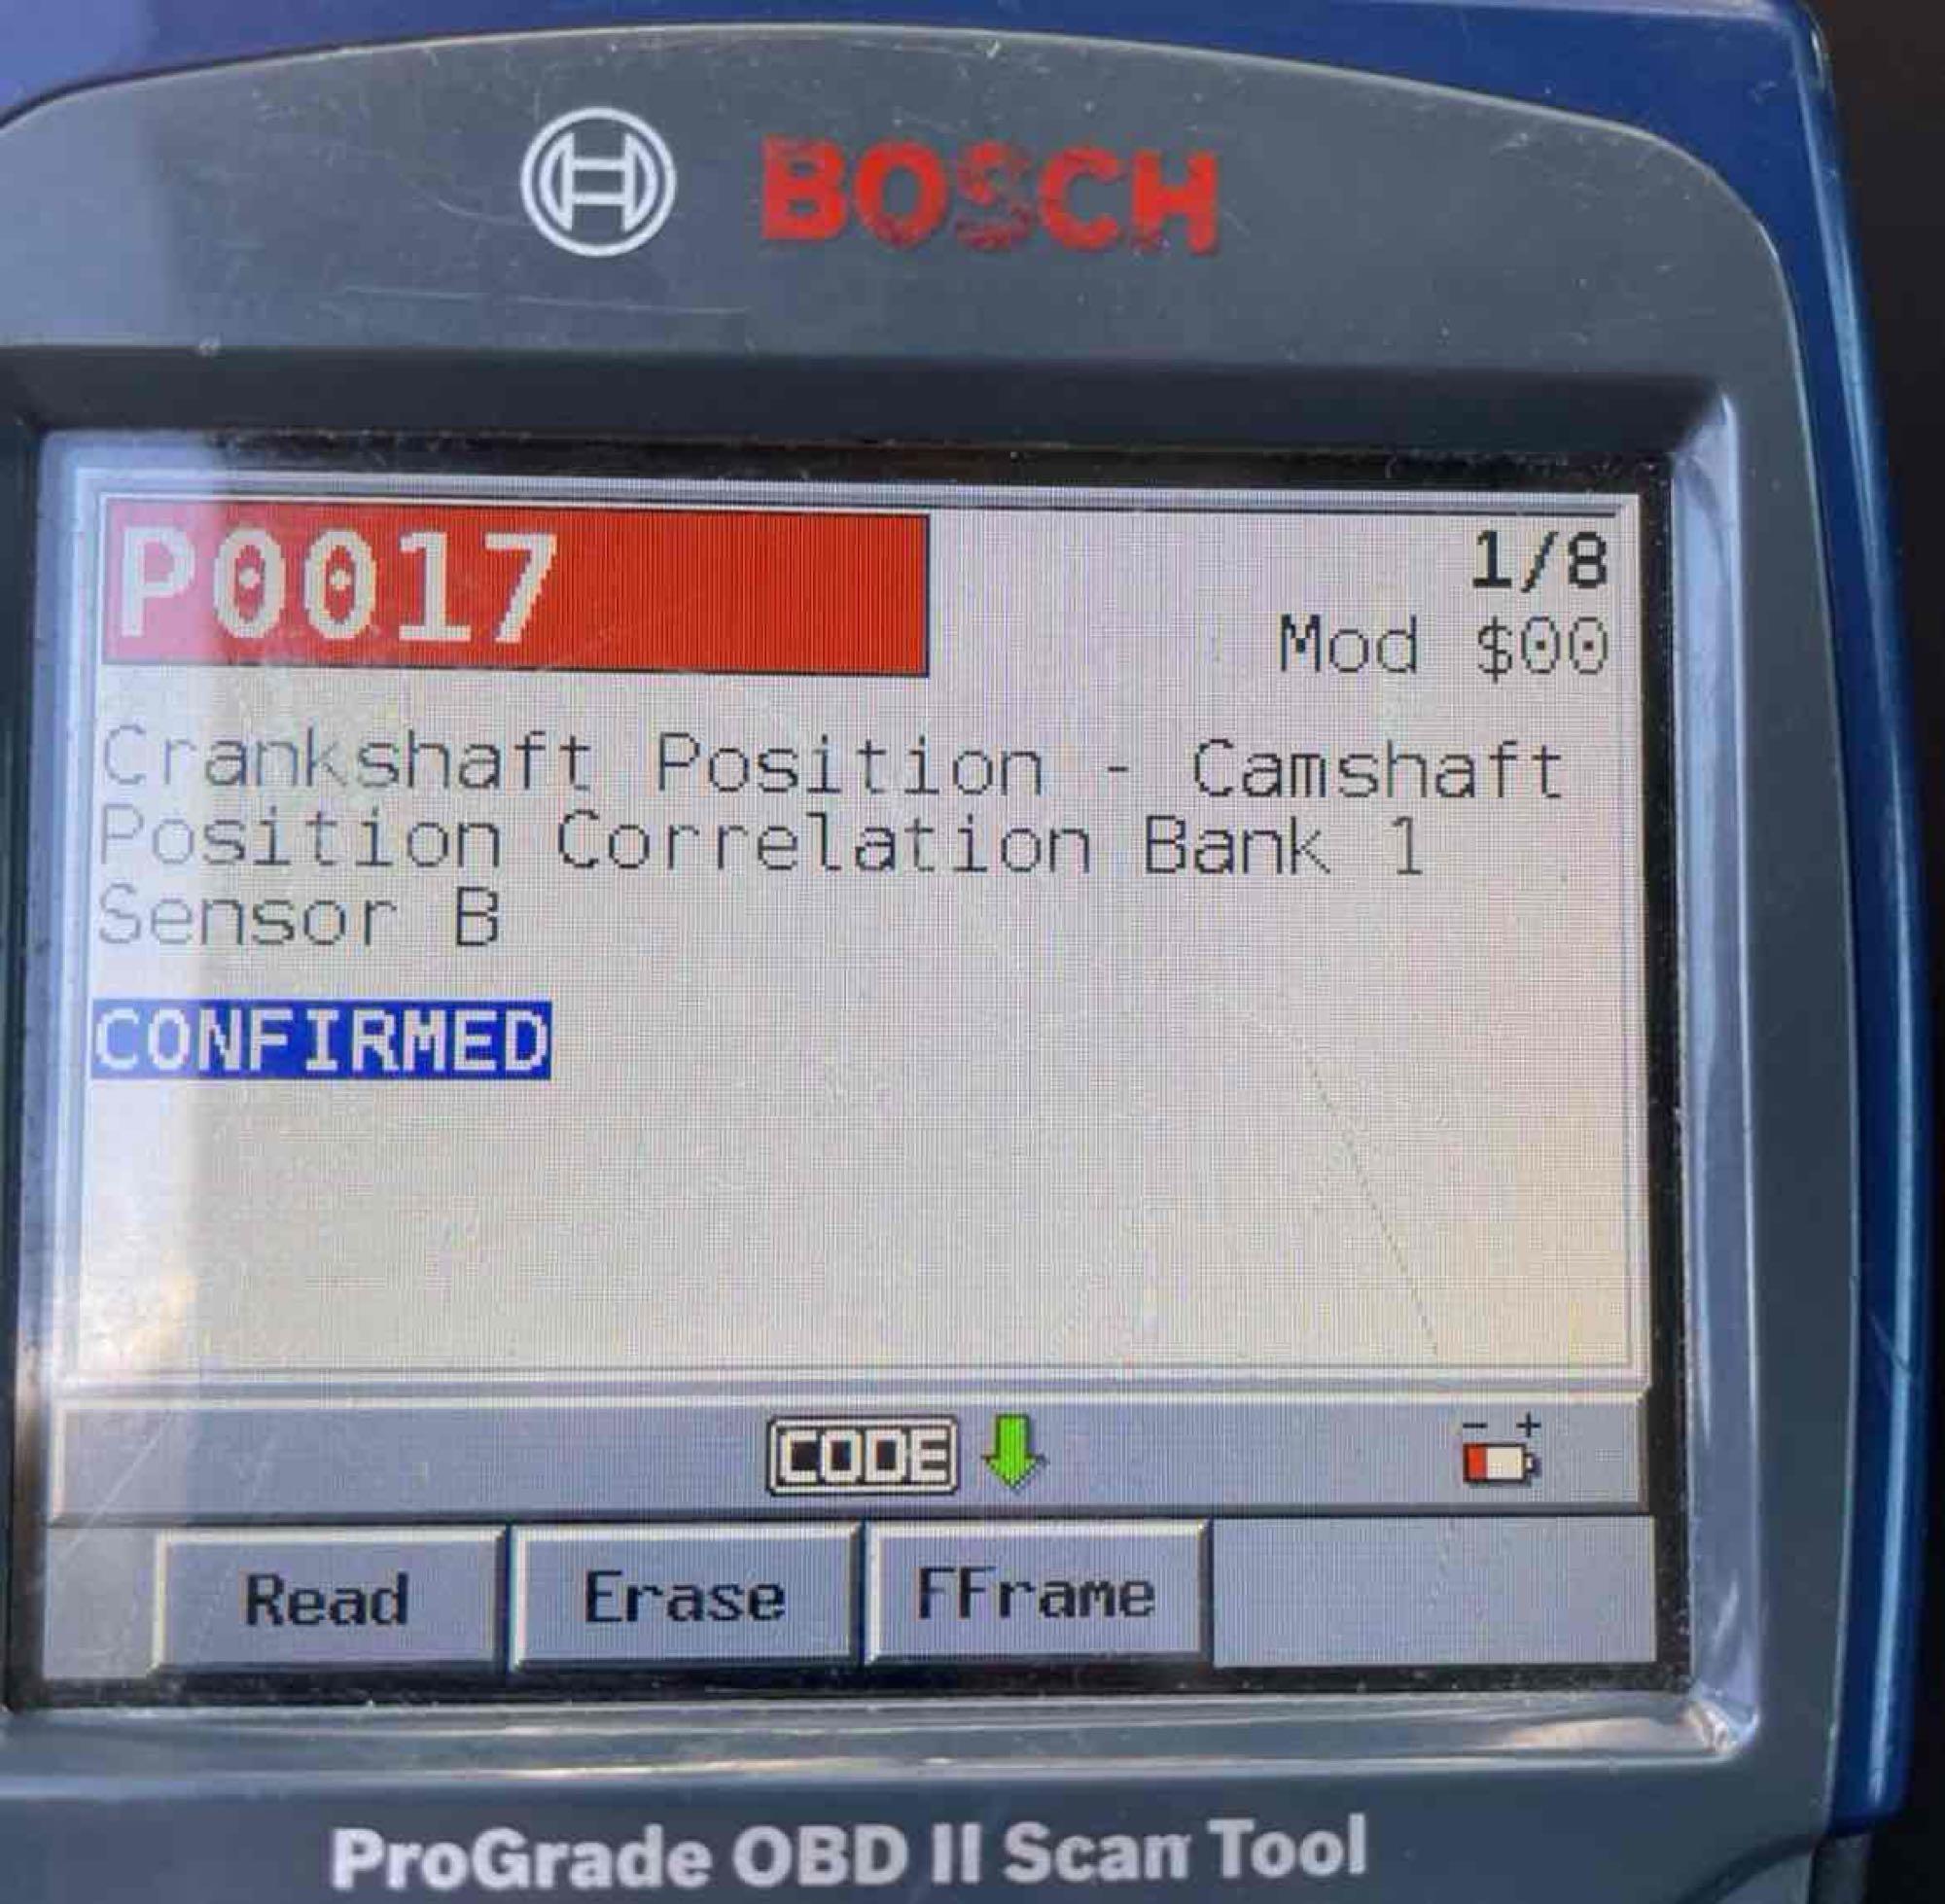 BOSCH
P0017
1/8
Mod $00
Crankshaft Position - Camshaft
Position Correlation Bank 1
Sensor B
CONFIRMED
CODE
- +
Read Erase FFrame
ProGrade OBD II Scan Tool